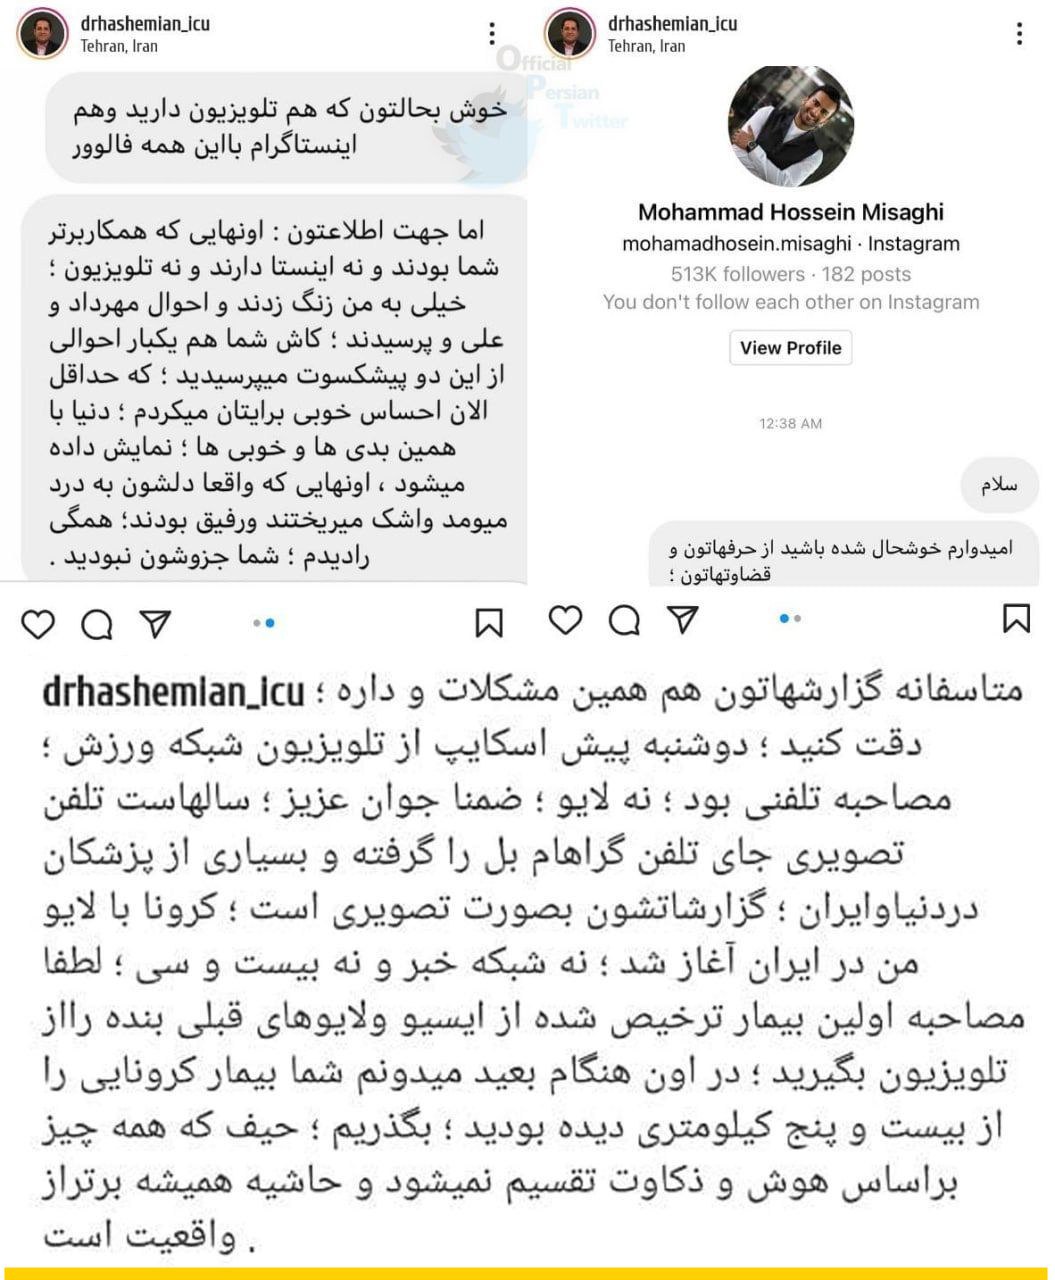 drhashemian_icu
Tehran, Iran
خوش بحالتون که هم تلویزیون دارید وهم
اینستاگرام بااین همه فالوور
اما جهت اطلاعتون : اونهایی که همکاربرتر
شما بودند و نه اینستا دارند و نه تلویزیون ؛
خیلی به من زنگ زدند و احوال مهرداد و
علی و پرسیدند ؛ کاش شما هم یکبار احوالی
از این دو پیشکسوت میپرسیدید ؛ که حداقل
الان احساس خوبی برایتان میکردم ؛ دنیا با
همین بدی ها و خوبی ها ؛ نمایش داده
میشود ، اونهایی که واقعا دلشون به درد
میومد واشک میریختند ورفیق بودند؛ همگی
رادیدم ؛ شما جزوشون نبودید .
drhashemian_icu
Tehran, Iran
Official
Persian
Twitter
Mohammad Hossein Misaghi
mohamadhosein.misaghi · Instagram
513K followers · 182 posts
You don't follow each other on Instagram
View Profile
12:38 AM
سلام
امیدوارم خوشحال شده باشید از حرفهاتون و
قضاوتهاتون ؛
drhashemian_icu متاسفانه گزارشهاتون هم همین مشکلات و داره ؛
دقت کنید ؛ دوشنبه پیش اسکایپ از تلویزیون شبکه ورزش ؛
مصاحبه تلفنی بود ؛ نه لایو ؛ ضمنا جوان عزیز ؛ سالهاست تلفن
تصویری جای تلفن گراهام بل را گرفته و بسیاری از پزشکان
دردنیاوایران ؛ گزارشاتشون بصورت تصویری است ؛ کرونا با لایو
من در ایران آغاز شد ؛ نه شبکه خبر و نه بیست و سی ؛ لطفا
مصاحبه اولین بیمار ترخیص شده از ایسیو ولایوهای قبلی بنده رااز
تلویزیون بگیرید ؛ در اون هنگام بعید میدونم شما بیمار کرونایی را
از بیست و پنج کیلومتری دیده بودید ؛ بگذریم ؛ حیف که همه چیز
براساس هوش و ذکاوت تقسیم نمیشود و حاشیه همیشه برتراز
واقعیت است .